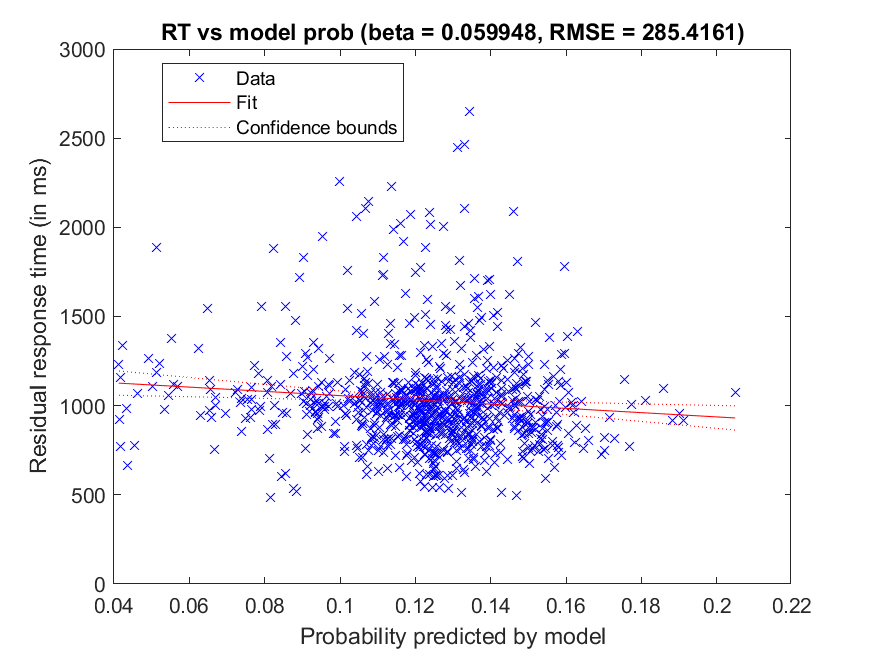 RT vs model prob (beta = 0.059948, RMSE = 285.4161)
3000
2500
2000
1500
1000
500
0
Residual response time (in ms)
Data
Fit
Confidence bounds
0.04 0.06 0.08 0.1 0.12 0.14 0.16 0.18 0.2 0.22
Probability predicted by model